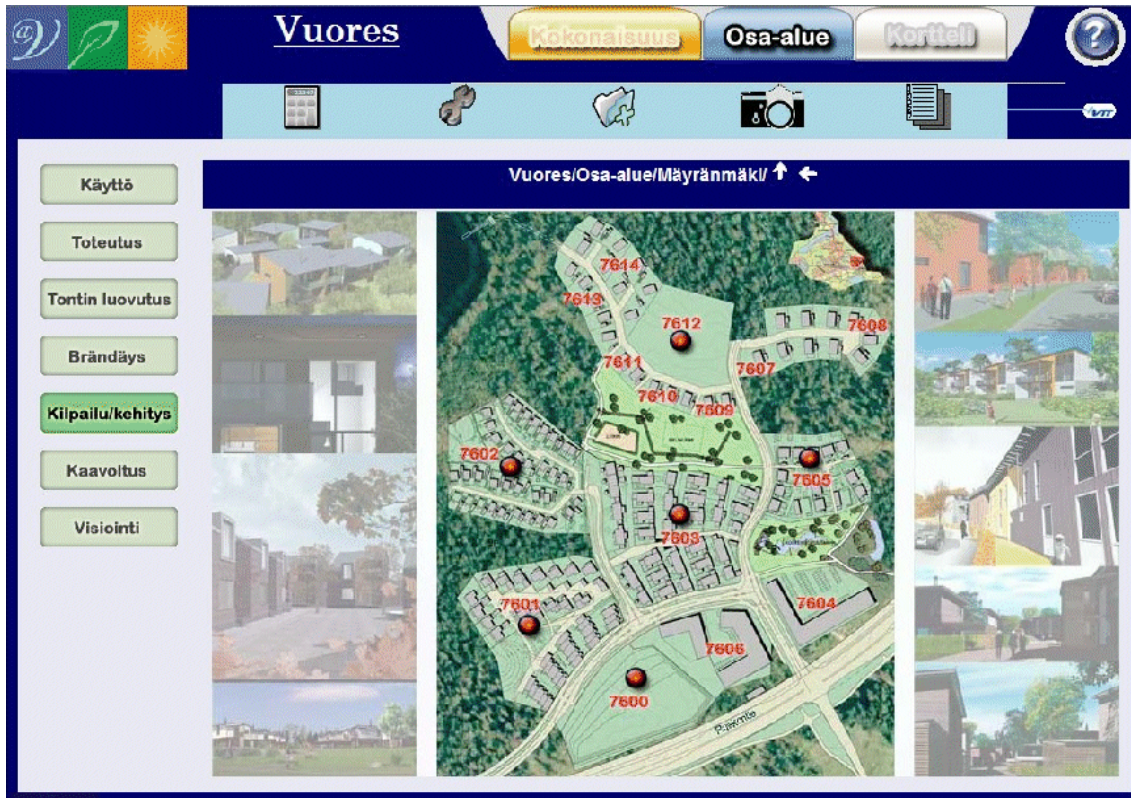 Vuores
Kokonaisuus
Osa-alue
Kortteli
?
VTT
Vuores/Osa-alue/Mäyränmäki/
Käyttö
Toteutus
Tontin luovutus
Brändäys
Kilpailu/kehitys
Kaavoitus
Visiointi
7614
7613
7612
7608
7611
7607
7610
7609
7602
7605
7603
7601
7604
7606
7600